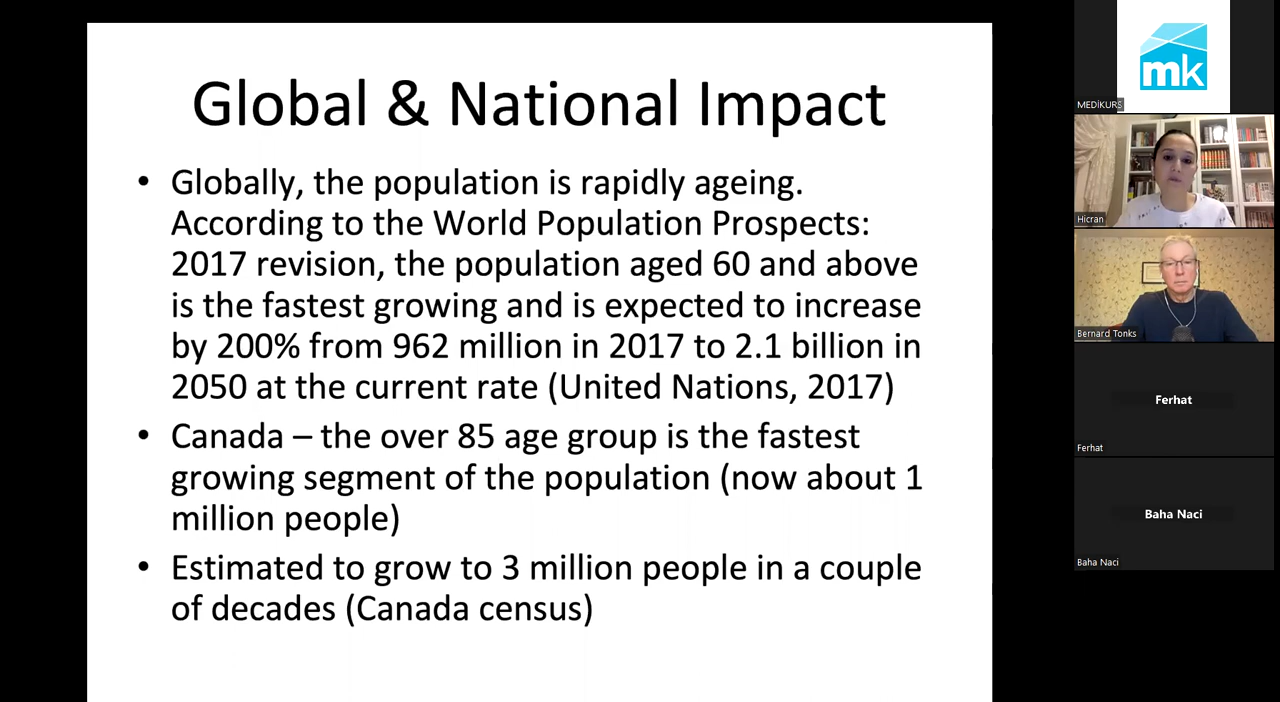 Global & National Impact
• Globally, the population is rapidly ageing.
According to the World Population Prospects:
2017 revision, the population aged 60 and above
is the fastest growing and is expected to increase
by 200% from 962 million in 2017 to 2.1 billion in
2050 at the current rate (United Nations, 2017)
• Canada – the over 85 age group is the fastest
growing segment of the population (now about 1
million people)
• Estimated to grow to 3 million people in a couple
of decades (Canada census)
mk
MEDİKURS
Hicran
Bernard Tonks
Ferhat
Ferhat
Baha Naci
Baha Naci